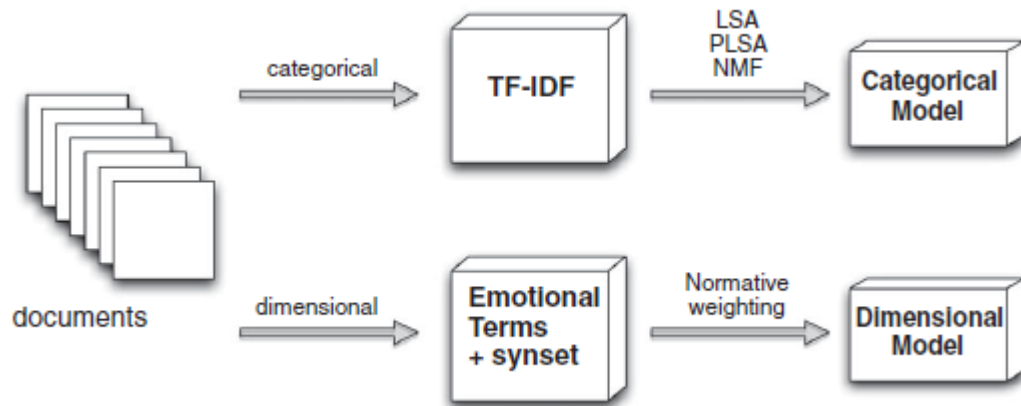 categorical
TF-IDF
LSA
PLSA
NMF
Categorical
Model
documents
dimensional
Emotional
Terms
+ synset
Normative
weighting
Dimensional
Model